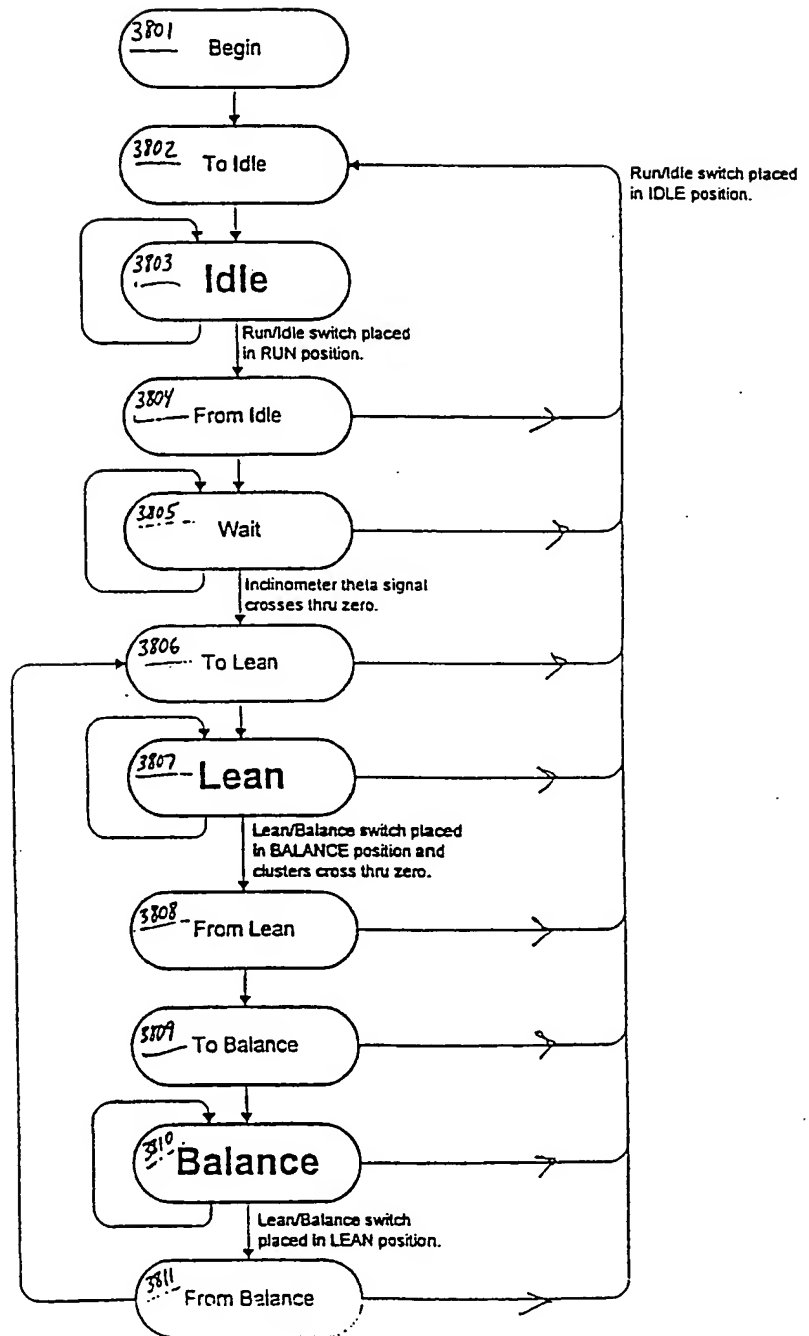 3801
Begin
3802
To Idle
Run/Idle switch placed
in IDLE position.
3803
Idle
Run/Idle switch placed
in RUN position.
3804
From Idle
3805
Wait
Inclinometer theta signal
crosses thru zero.
3806
To Lean
3807
Lean
Lean/Balance switch placed
in BALANCE position and
clusters cross thru zero.
3808
From Lean
3809
To Balance
3810
Balance
Lean/Balance switch
placed in LEAN position.
3811
From Balance